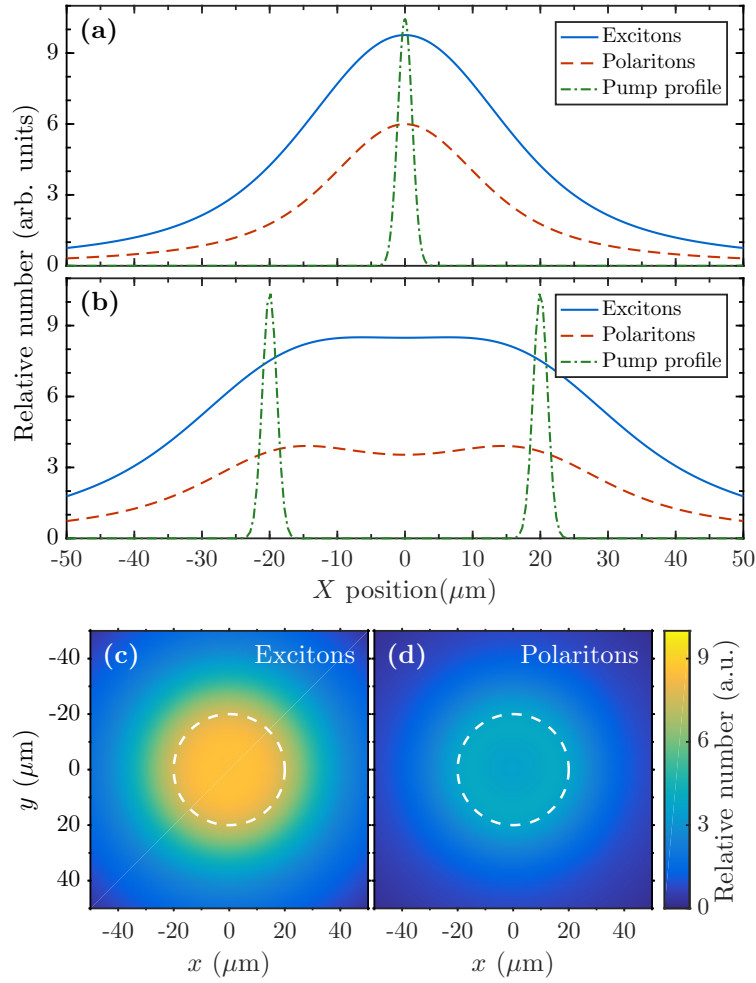 (a)
Excitons
Polaritons
Pump profile
9
6
3
0
(b)
Excitons
Polaritons
Pump profile
9
6
3
0
Relative number (arb. units)
-50 -40 -30 -20 -10 0 10 20 30 40 50
X position(μm)
(c) Excitons
(d) Polaritons
-40
-20
0
20
40
y (μm)
-40 -20 0 20 40
x (μm)
-40 -20 0 20 40
x (μm)
9
6
3
0
Relative number (a.u.)